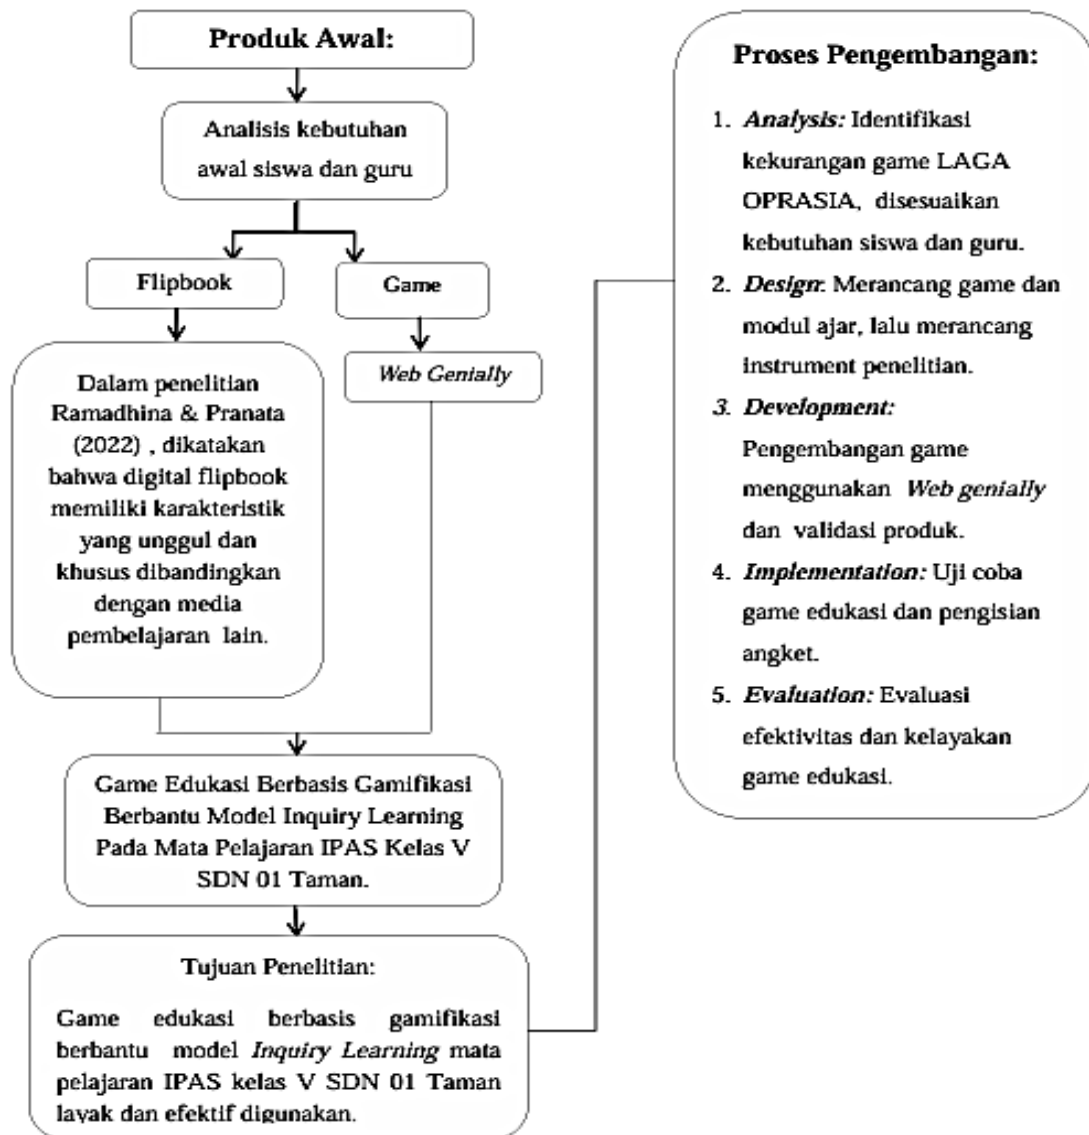 Produk Awal:
Analisis kebutuhan
awal siswa dan guru
Flipbook
Game
Web Genially
Dalam penelitian
Ramadhina & Pranata
(2022) , dikatakan
bahwa digital flipbook
memiliki karakteristik
yang unggul dan
khusus dibandingkan
dengan media
pembelajaran lain.
Game Edukasi Berbasis Gamifikasi
Berbantu Model Inquiry Learning
Pada Mata Pelajaran IPAS Kelas V
SDN 01 Taman.
Tujuan Penelitian:
Game edukasi berbasis gamifikasi
berbantu model Inquiry Learning mata
pelajaran IPAS kelas V SDN 01 Taman
layak dan efektif digunakan.
Proses Pengembangan:
1. Analysis: Identifikasi
kekurangan game LAGA
OPRASIA, disesuaikan
kebutuhan siswa dan guru.
2. Design: Merancang game dan
modul ajar, lalu merancang
instrument penelitian.
3. Development:
Pengembangan game
menggunakan Web genially
dan validasi produk.
4. Implementation: Uji coba
game edukasi dan pengisian
angket.
5. Evaluation: Evaluasi
efektivitas dan kelayakan
game edukasi.